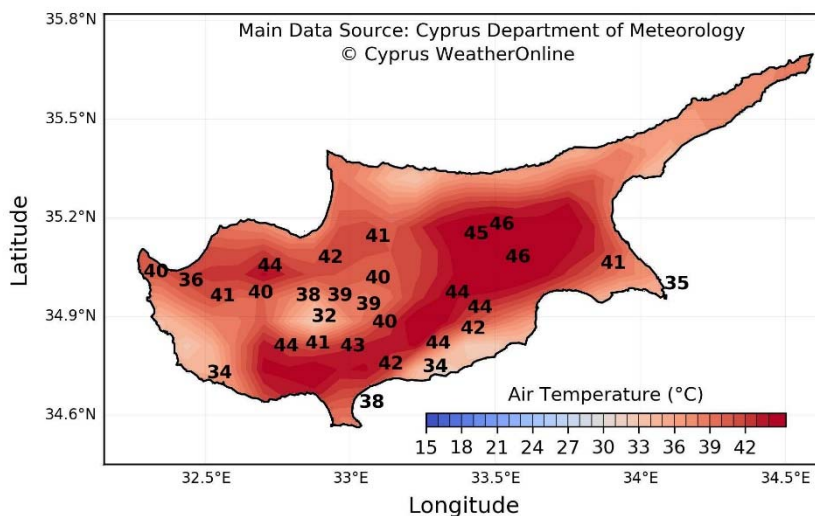 Main Data Source: Cyprus Department of Meteorology
© Cyprus WeatherOnline
35.8°N
35.5°N
35.2°N
34.9°N
34.6°N
Latitude
46
45
41
42
46
41
40
44
36
40
35
41
40
38
39
44
39
44
32
40
42
44
41
43
44
42
34
34
38
Air Temperature (°C)
15 18 21 24 27 30 33 36 39 42
32.5°E 33°E 33.5°E 34°E 34.5°E
Longitude